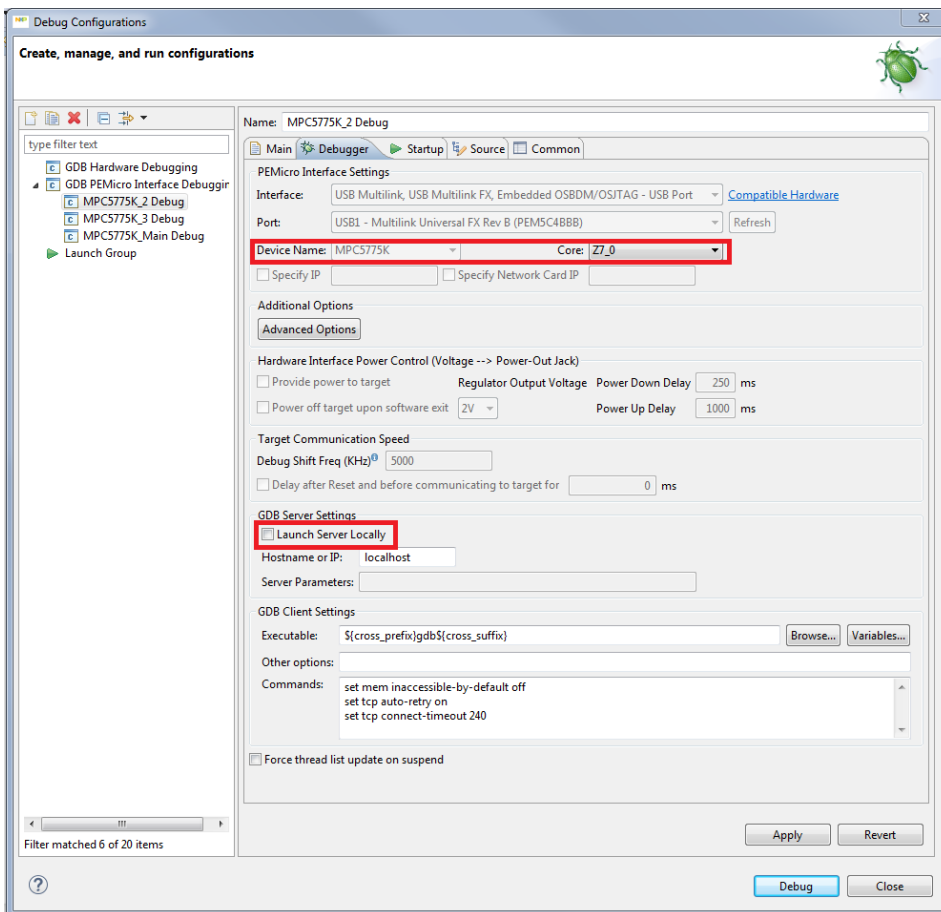 Debug Configurations
Create, manage, and run configurations
type filter text
GDB Hardware Debugging
GDB PEMicro Interface Debuggir
MPC5775K_2 Debug
MPC5775K_3 Debug
MPC5775K_Main Debug
Launch Group
Filter matched 6 of 20 items
Name: MPC5775K_2 Debug
Main Debugger Startup Source Common
PEMicro Interface Settings
Interface: USB Multilink, USB Multilink FX, Embedded OSBDM/OSJTAG - USB Port Compatible Hardware
Port: USB1 - Multilink Universal FX Rev B (PEM5C4BBB) Refresh
Device Name: MPC5775K Core: Z7_0
Specify IP Specify Network Card IP
Additional Options
Advanced Options
Hardware Interface Power Control (Voltage --> Power-Out Jack)
Provide power to target Regulator Output Voltage Power Down Delay 250 ms
Power off target upon software exit 2V Power Up Delay 1000 ms
Target Communication Speed
Debug Shift Freq (KHz) 5000
Delay after Reset and before communicating to target for 0 ms
GDB Server Settings
Launch Server Locally
Hostname or IP: localhost
Server Parameters:
GDB Client Settings
Executable: ${cross_prefix}gdb${cross_suffix} Browse... Variables...
Other options:
Commands: set mem inaccessible-by-default off
set tcp auto-retry on
set tcp connect-timeout 240
Force thread list update on suspend
Apply Revert
? Debug Close